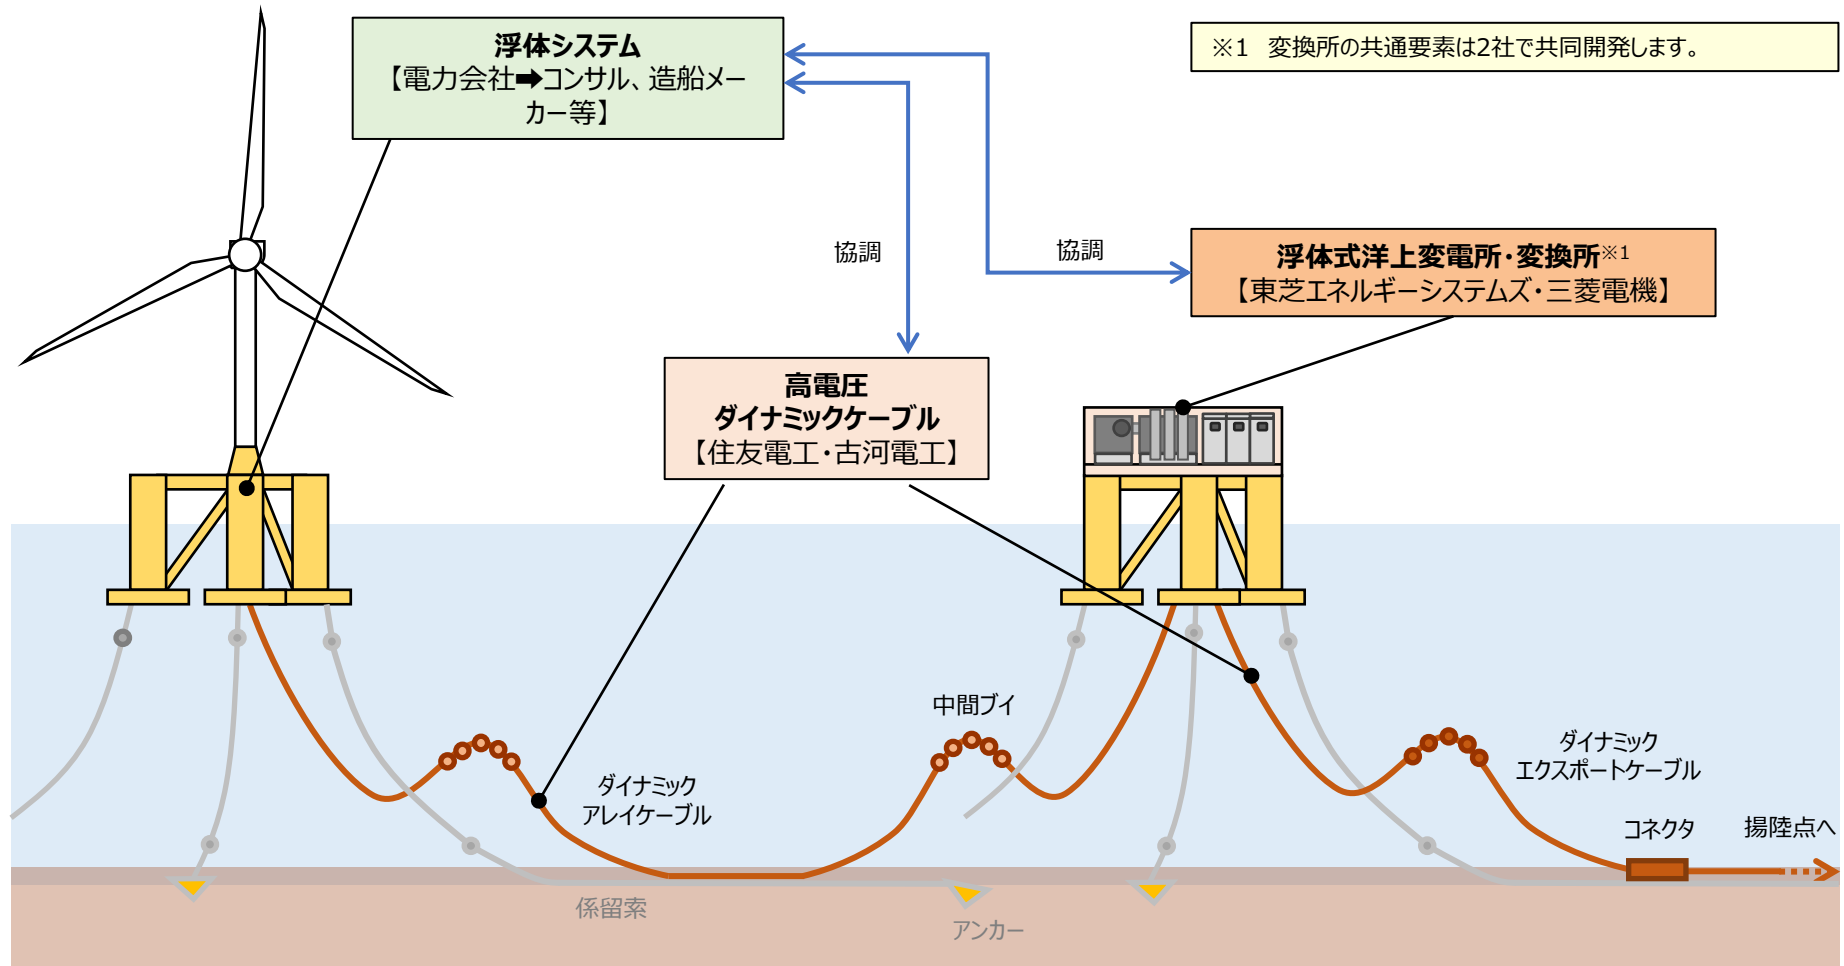 浮体システム
【電力会社➡コンサル、造船メー
カー等】
※1 変換所の共通要素は2社で共同開発します。
協調
協調
浮体式洋上変電所・変換所※1
【東芝エネルギーシステムズ・三菱電機】
高電圧
ダイナミックケーブル
【住友電工・古河電工】
中間ブイ
ダイナミック
エクスポートケーブル
ダイナミック
アレイケーブル
コネクタ
揚陸点へ
係留索
アンカー